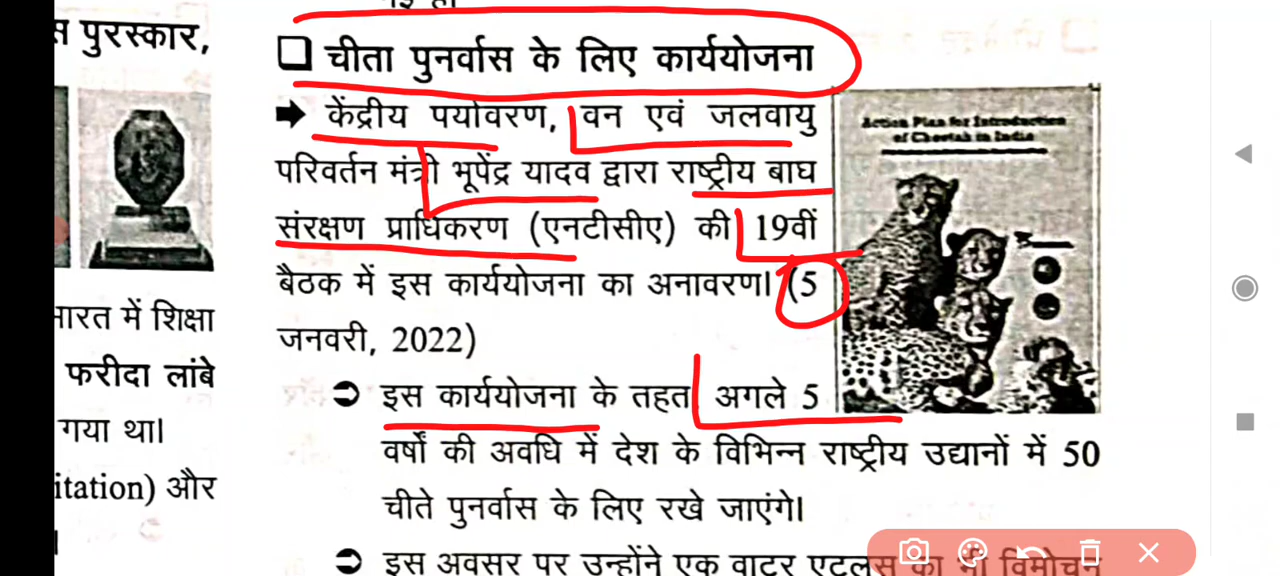 स पुरस्कार,
भारत में शिक्षा
फरीदा लांबे
गया था।
itation) और
चीता पुनर्वास के लिए कार्ययोजना
केंद्रीय पर्यावरण, वन एवं जलवायु
परिवर्तन मंत्री भूपेंद्र यादव द्वारा राष्ट्रीय बाघ
संरक्षण प्राधिकरण (एनटीसीए) की 19वीं
बैठक में इस कार्ययोजना का अनावरण। (5
जनवरी, 2022)
इस कार्ययोजना के तहत अगले 5
वर्षों की अवधि में देश के विभिन्न राष्ट्रीय उद्यानों में 50
चीते पुनर्वास के लिए रखे जाएंगे।
इस अवसर पर उन्होंने एक वाटर एटलस का भी विमोचन
Action Plan for Introduction
of Cheetah in India